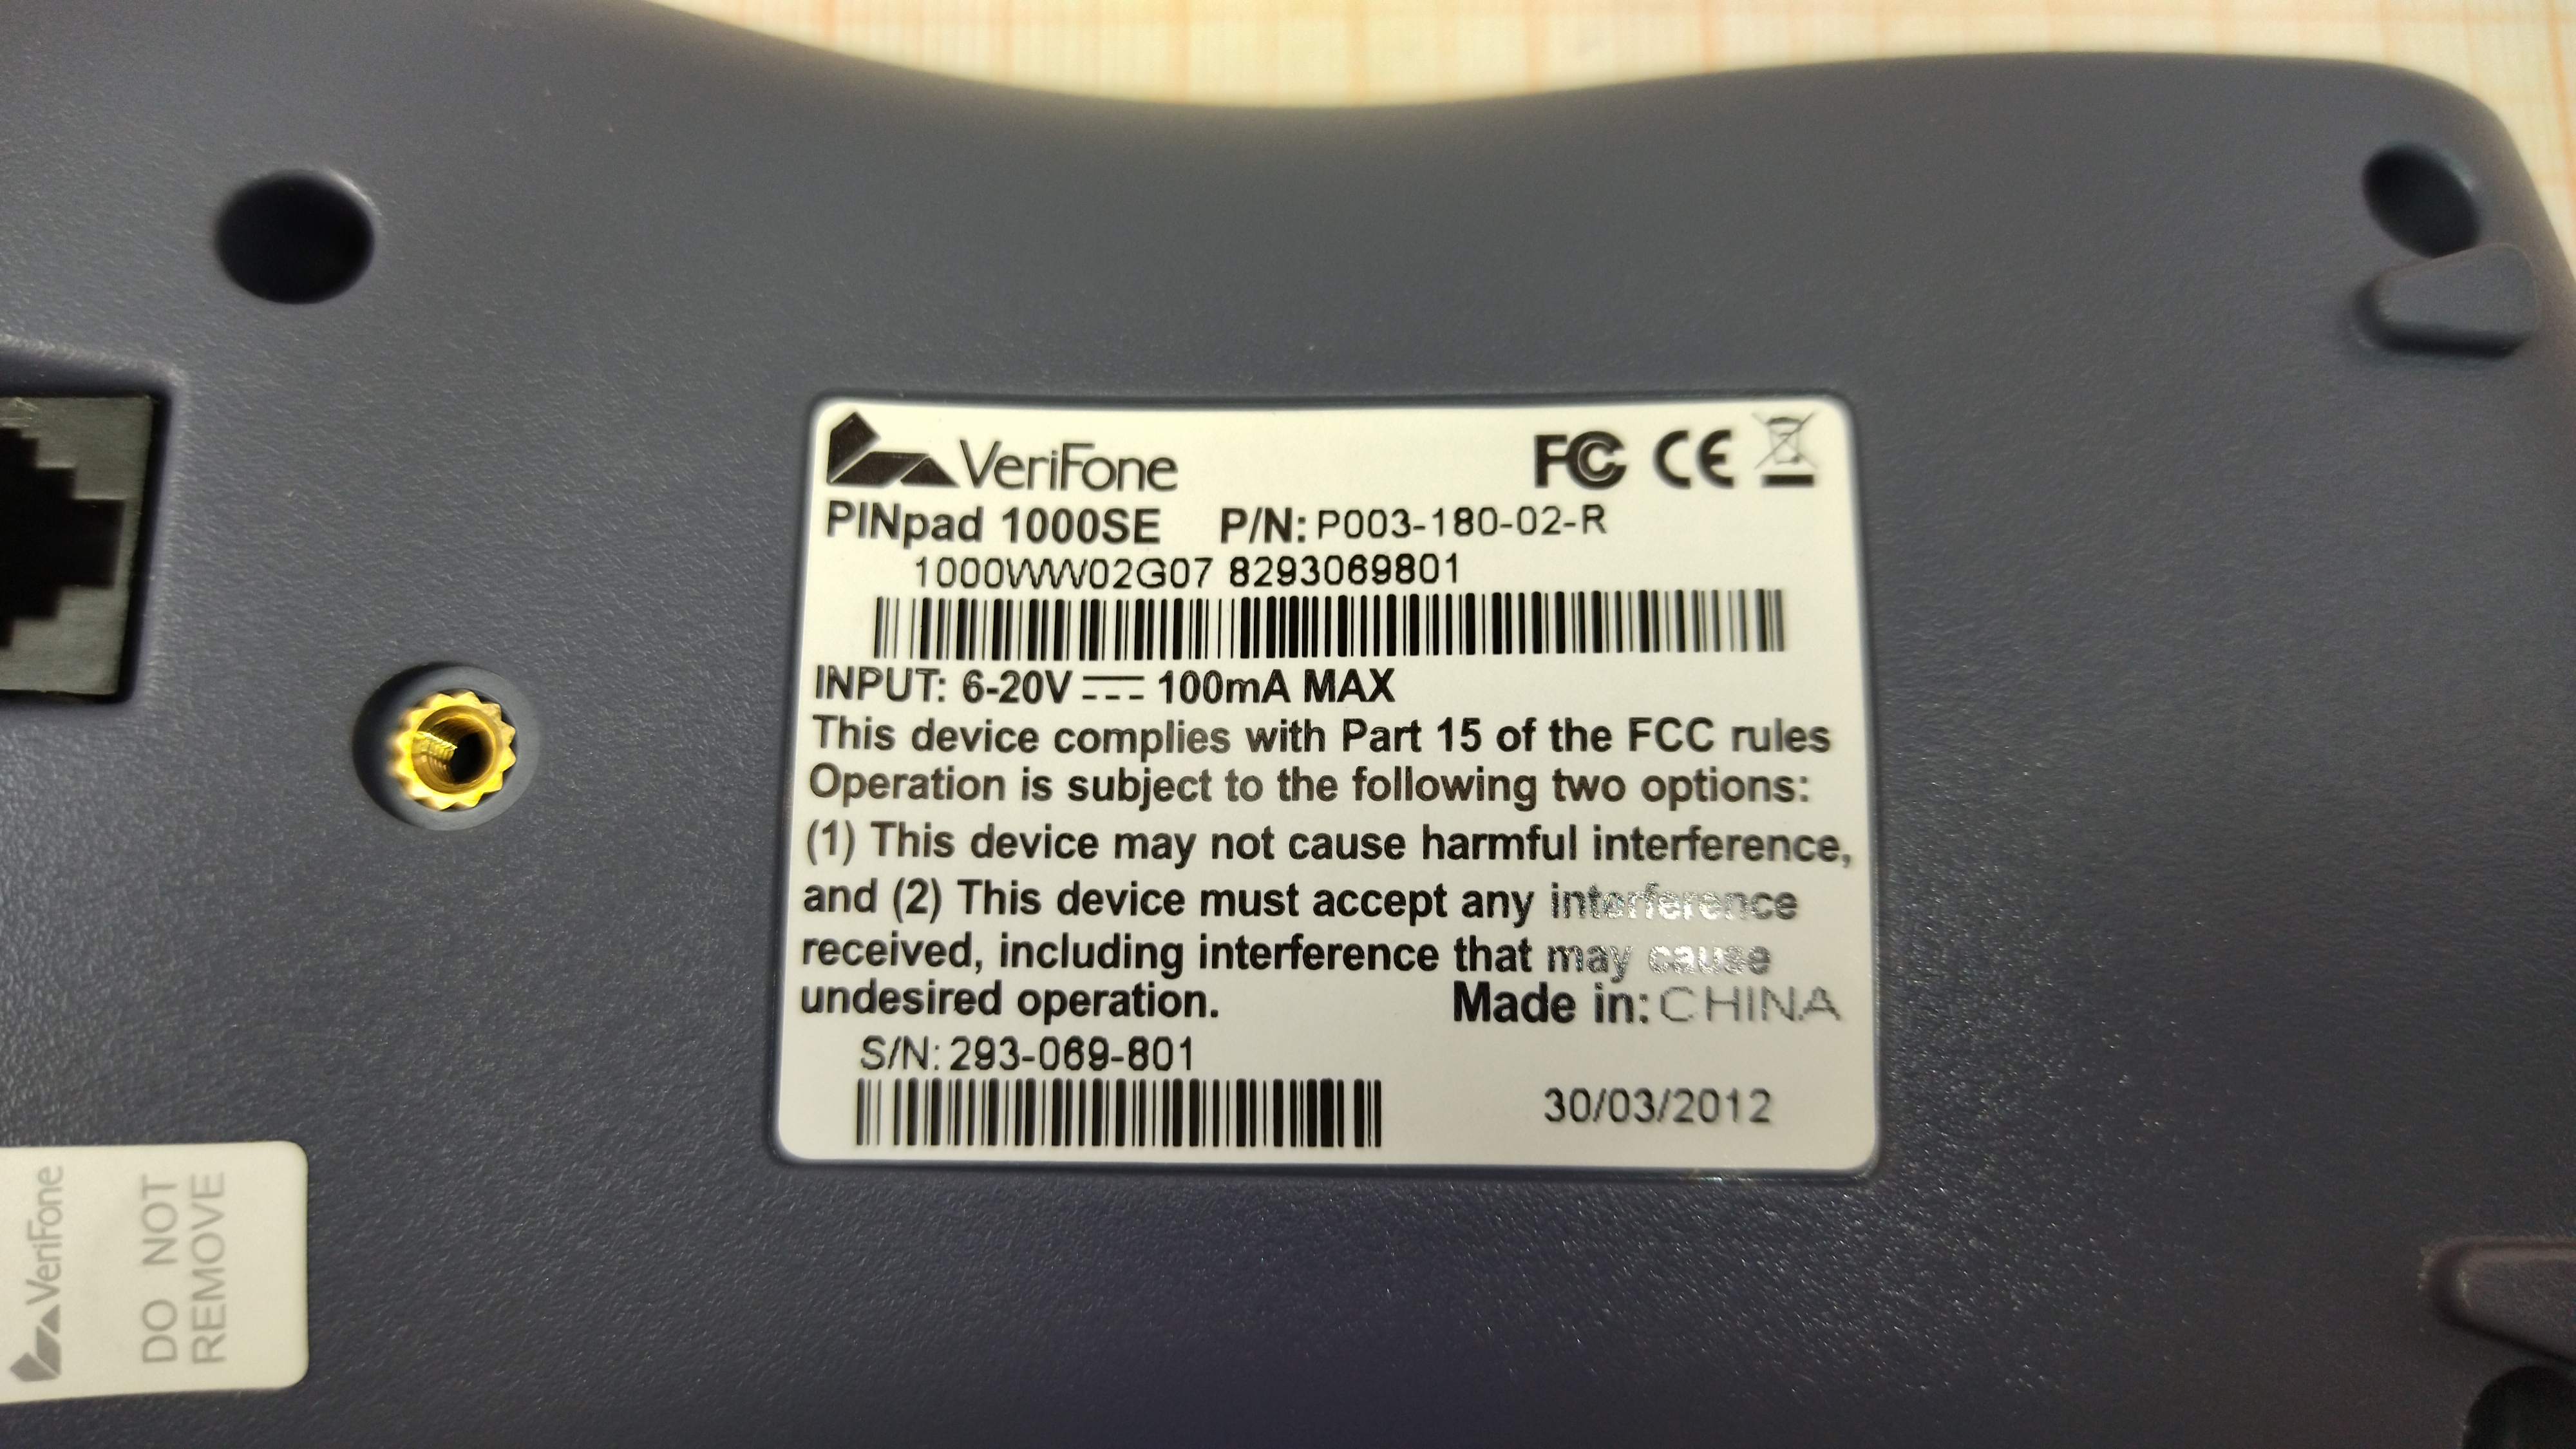 VeriFone FC CE
PINpad 1000SE P/N: P003-180-02-R
1000WW02G07 8293069801
INPUT: 6-20V 100mA MAX
This device complies with Part 15 of the FCC rules
Operation is subject to the following two options:
(1) This device may not cause harmful interference,
and (2) This device must accept any interference
received, including interference that may cause
undesired operation.
Made in: CHINA
S/N: 293-069-801
30/03/2012
VeriFone
DO NOT
REMOVE